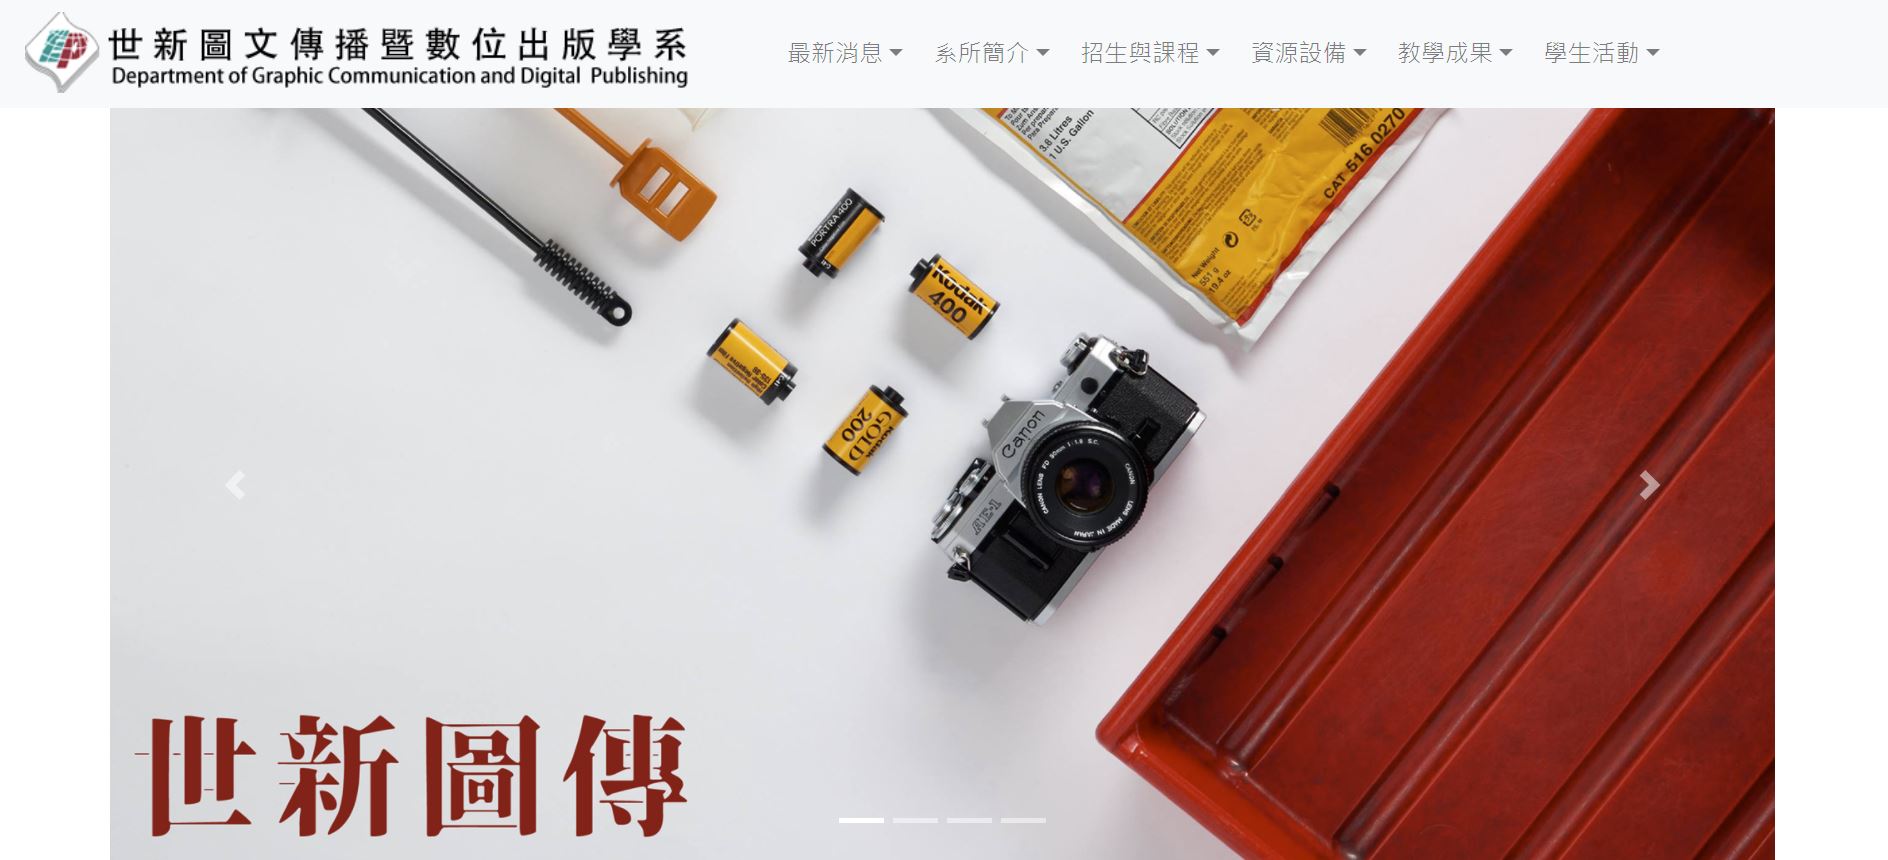 世新圖文傳播暨數位出版學系
Department of Graphic Communication and Digital Publishing
最新消息
系所簡介
招生與課程
資源設備
教學成果
學生活動
3.8 Litres
1 U.S. Gallon
CAT 516 0270
Net Weight
551 g
19.4 oz
PORTRA 400
Kodak
400
Kodak
GOLD
200
Canon
AE-1
CANON LENS FD 50mm 1:1.8 S.C.
CANON LENS MADE IN JAPAN
世新圖傳